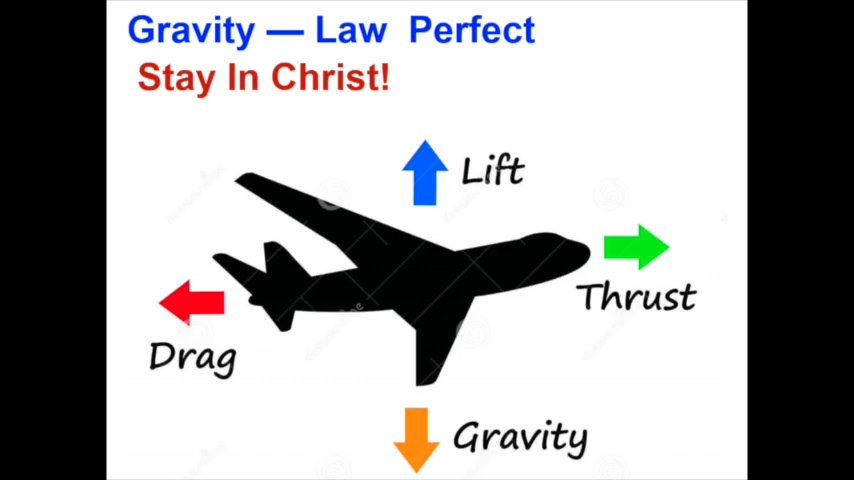 Gravity — Law Perfect
Stay In Christ!
Lift
Thrust
Drag
Gravity